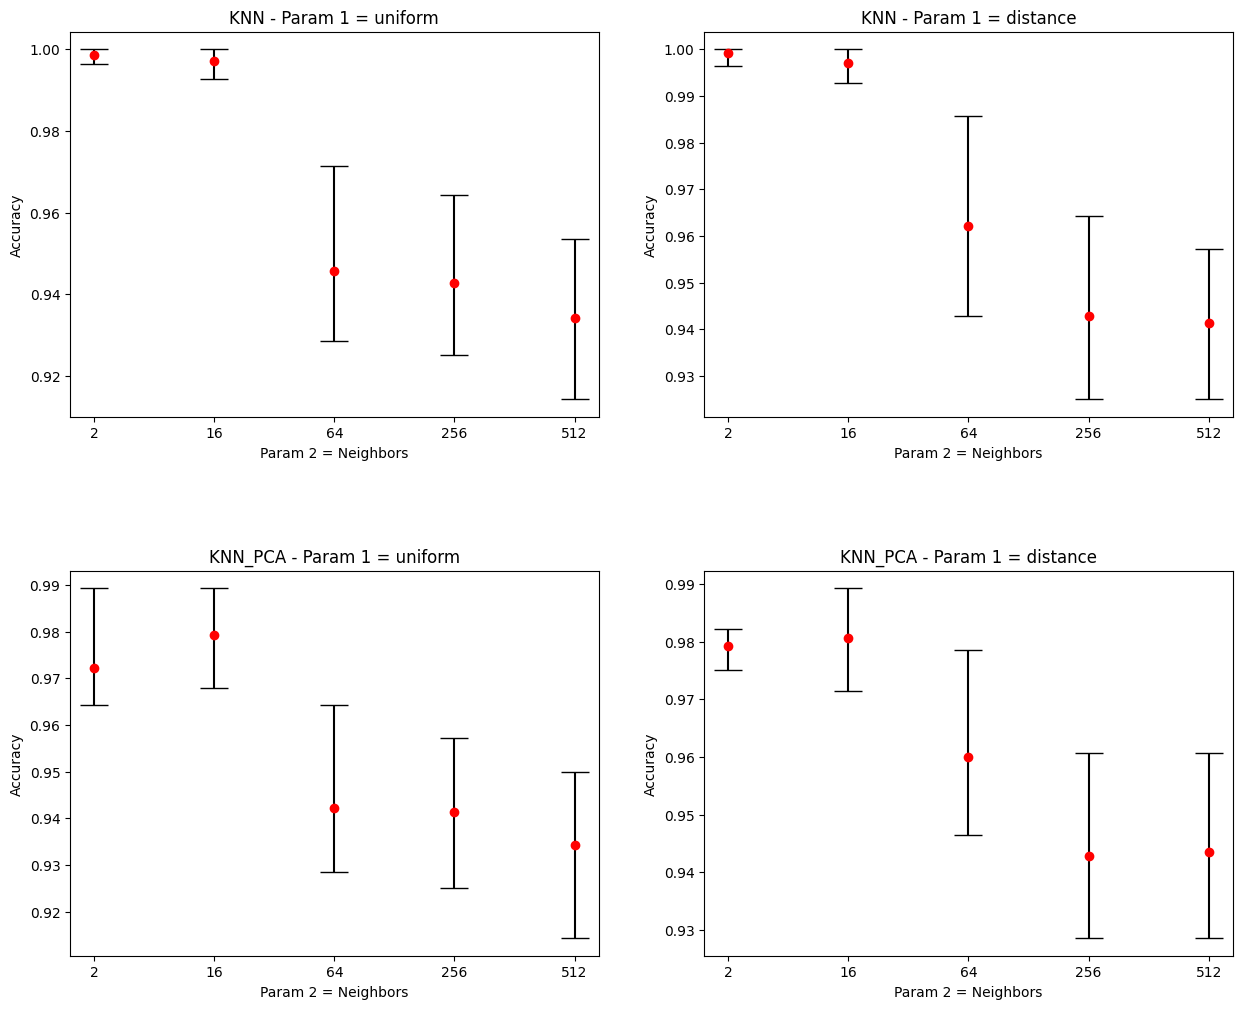 KNN - Param 1 = uniform
1.00
0.98
0.96
0.94
0.92
Accuracy
2 16 64 256 512
Param 2 = Neighbors
KNN - Param 1 = distance
1.00
0.99
0.98
0.97
0.96
0.95
0.94
0.93
Accuracy
2 16 64 256 512
Param 2 = Neighbors
KNN_PCA - Param 1 = uniform
0.99
0.98
0.97
0.96
0.95
0.94
0.93
0.92
Accuracy
2 16 64 256 512
Param 2 = Neighbors
KNN_PCA - Param 1 = distance
0.99
0.98
0.97
0.96
0.95
0.94
0.93
Accuracy
2 16 64 256 512
Param 2 = Neighbors